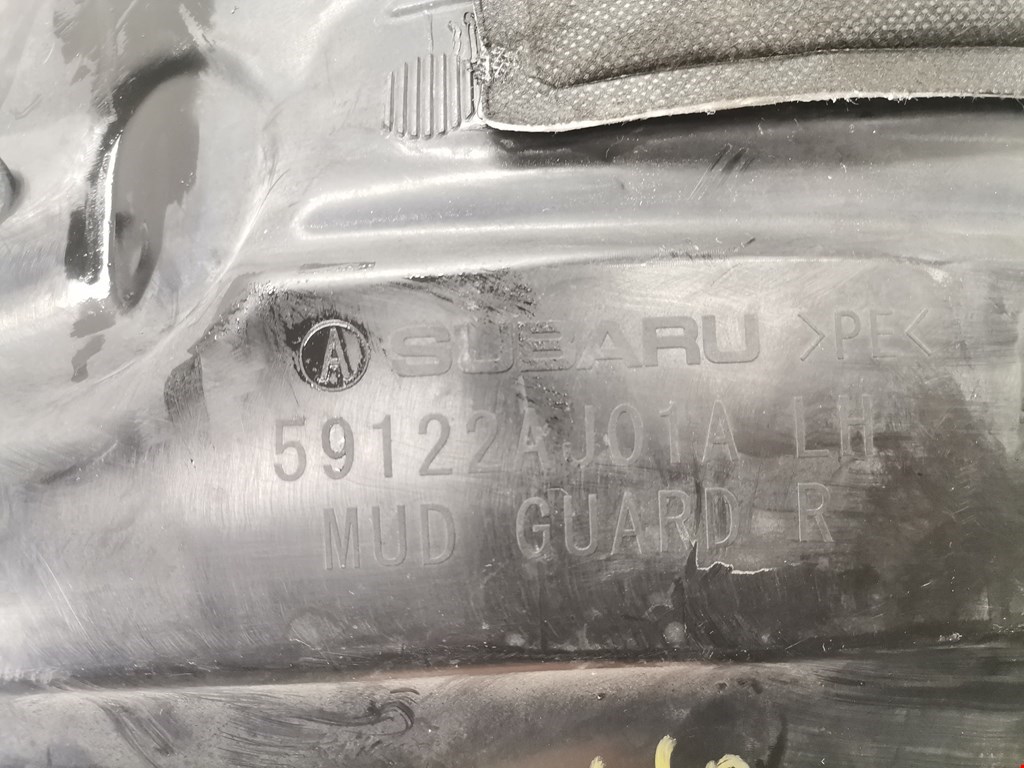 A SUBARU >PE<
59122AJ01A LH
MUD GUARD R